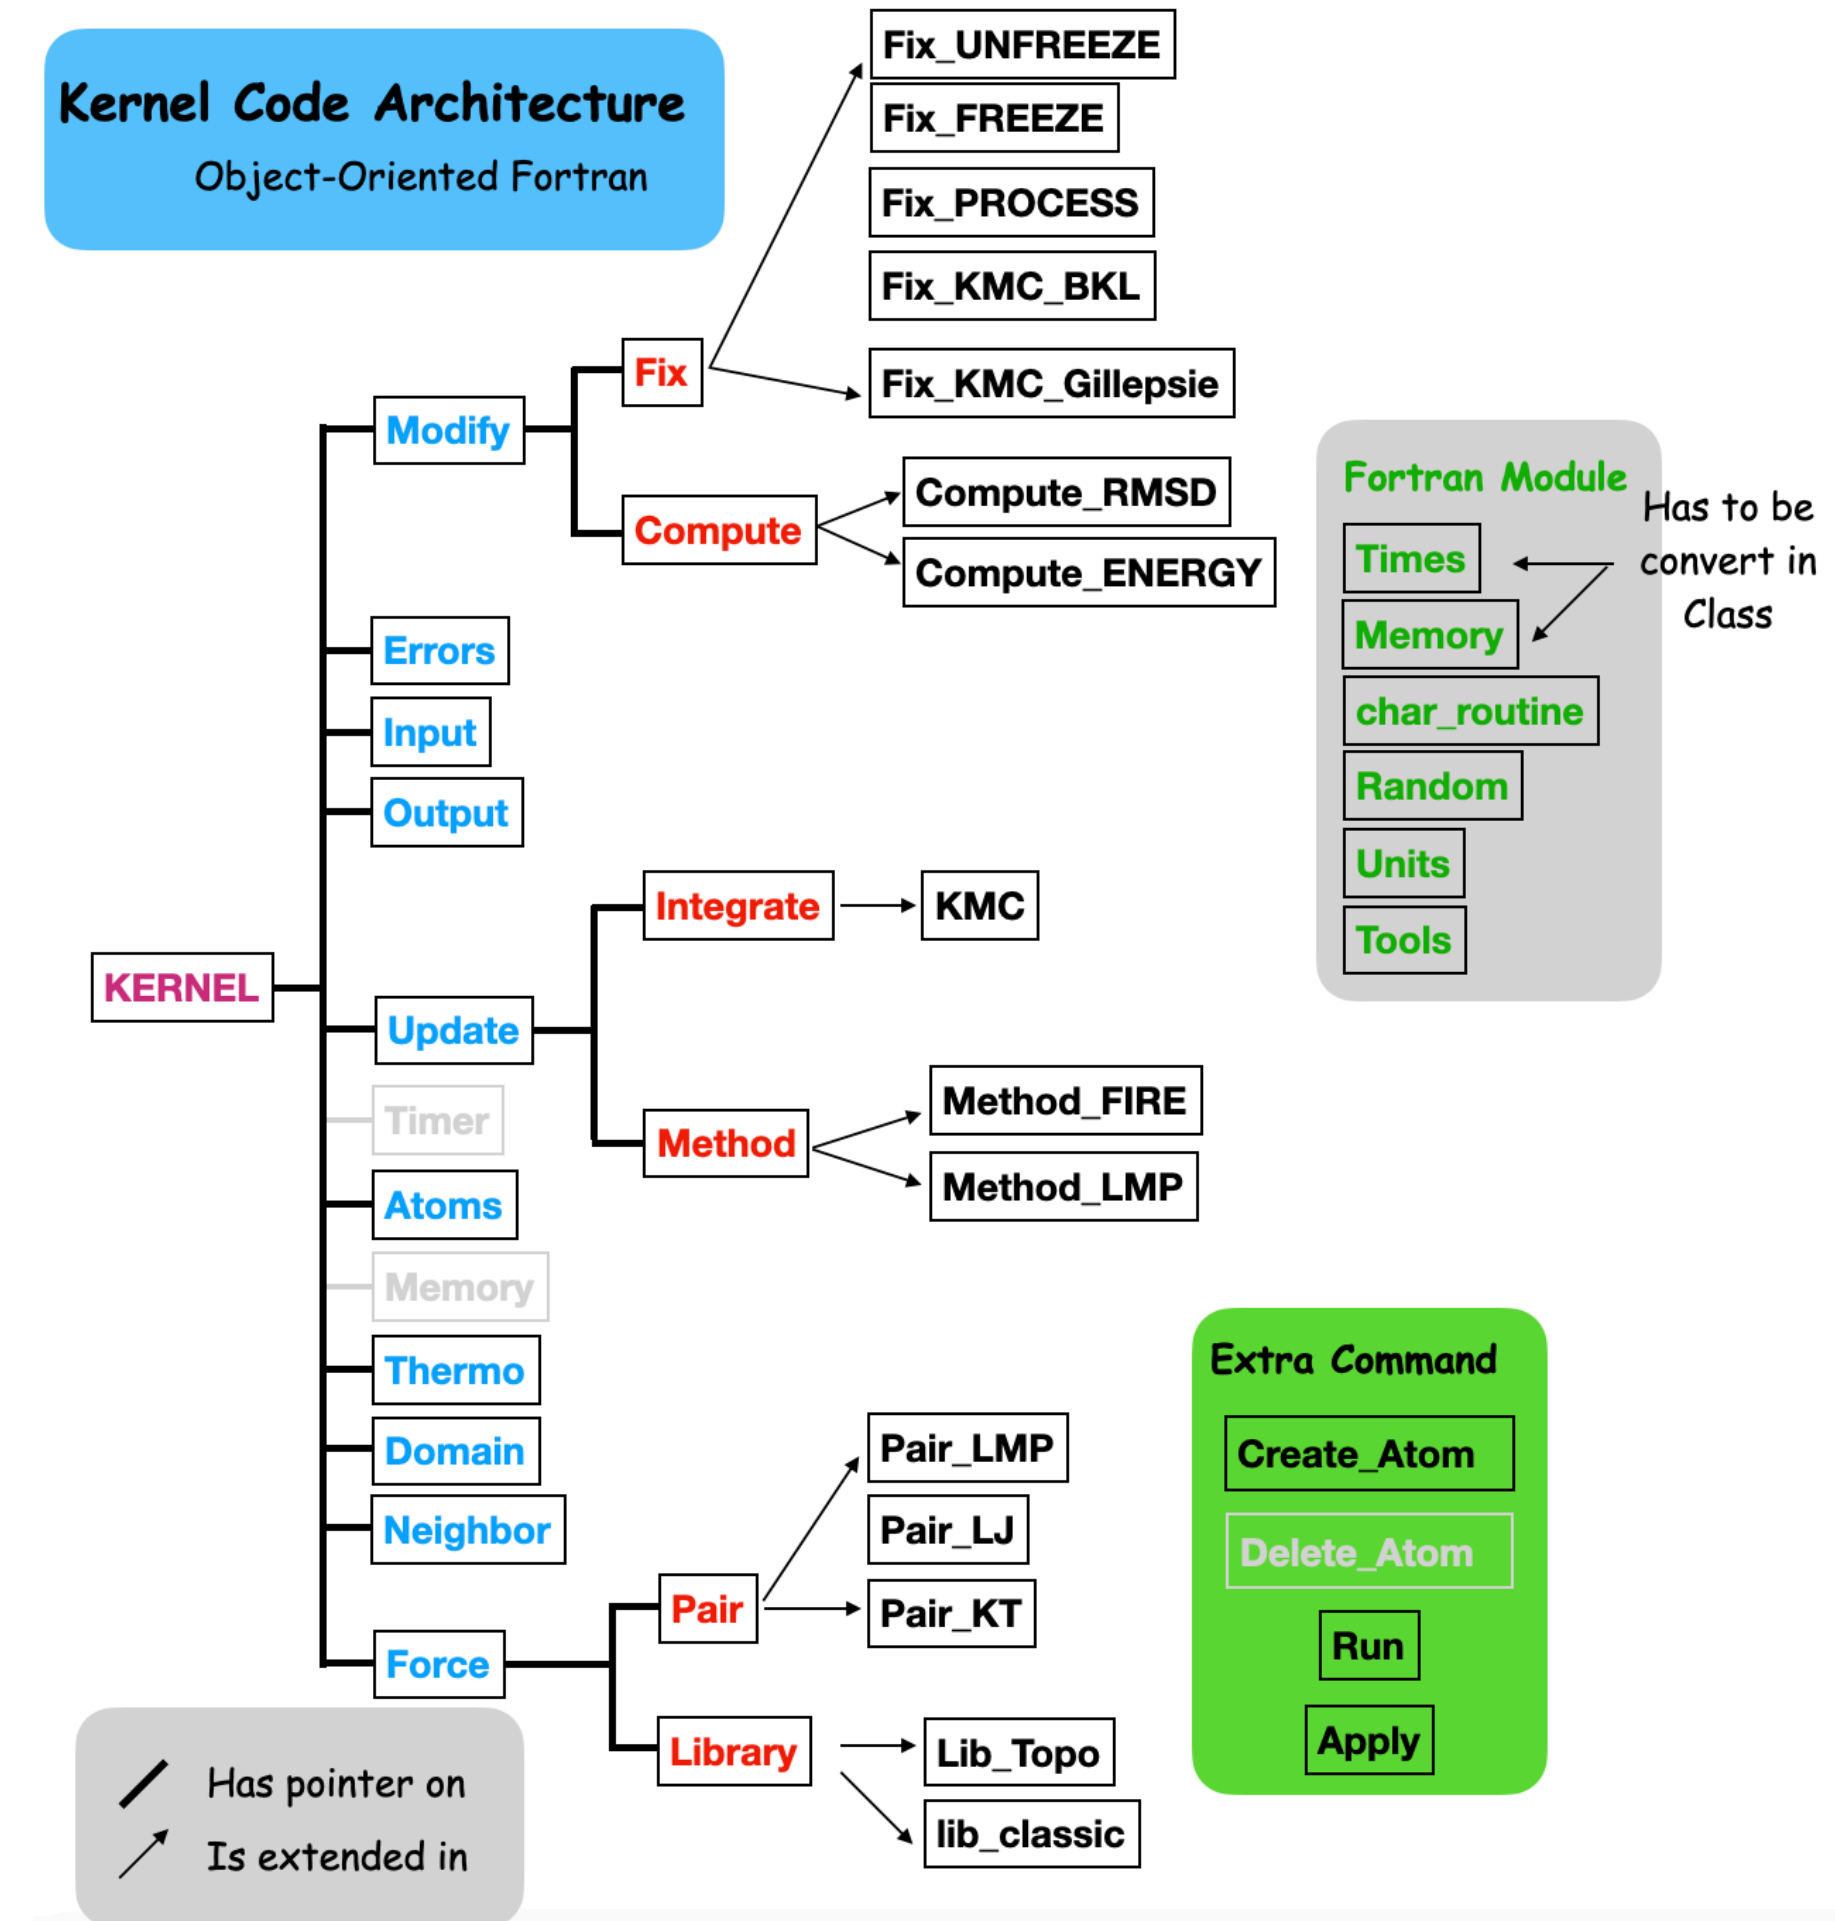 Kernel Code Architecture
Object-Oriented Fortran
Fix_UNFREEZE
Fix_FREEZE
Fix_PROCESS
Fix_KMC_BKL
Fix_KMC_Gillepsie
Fix
Modify
Compute
Compute_RMSD
Compute_ENERGY
Errors
Input
Output
KERNEL
Update
Integrate
KMC
Method
Method_FIRE
Method_LMP
Timer
Atoms
Memory
Thermo
Domain
Neighbor
Force
Pair
Pair_LMP
Pair_LJ
Pair_KT
Library
Lib_Topo
lib_classic
Fortran Module
Times
Memory
char_routine
Random
Units
Tools
Has to be
convert in
Class
Extra Command
Create_Atom
Delete_Atom
Run
Apply
Has pointer on
Is extended in